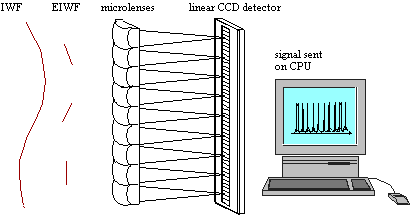 IWF EIWF microlenses linear CCD detector
signal sent
on CPU